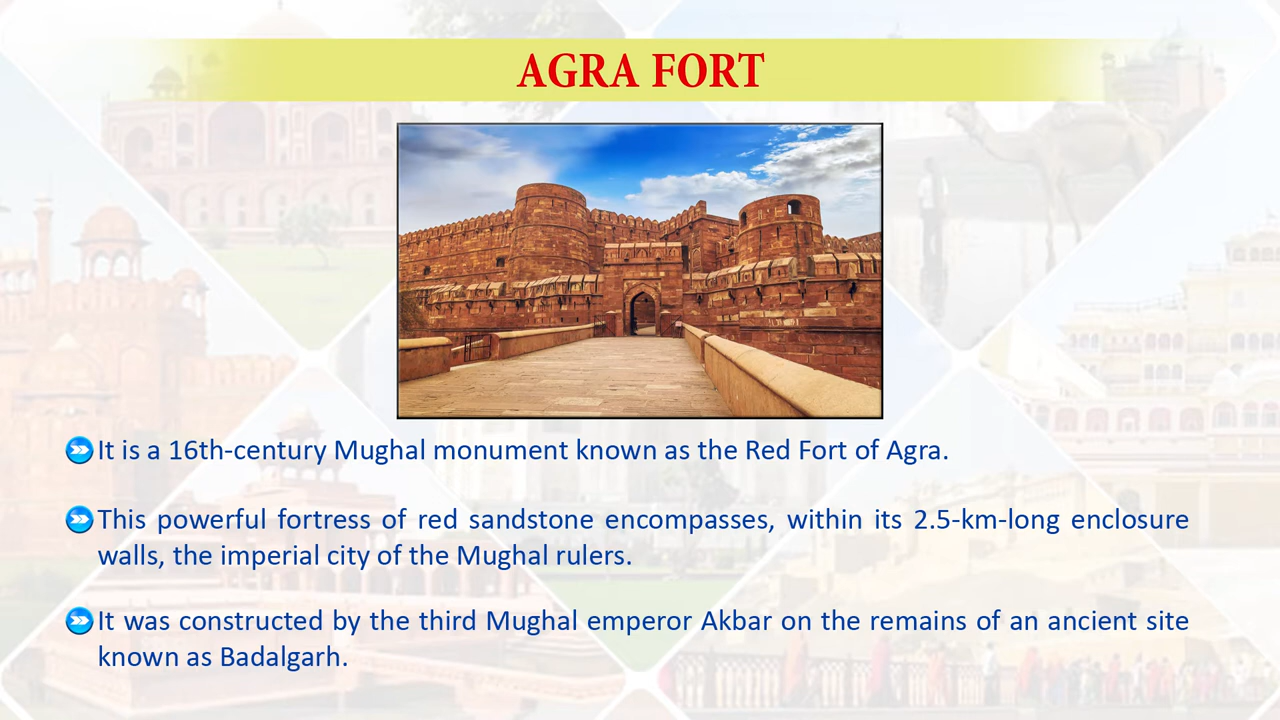 AGRA FORT
It is a 16th-century Mughal monument known as the Red Fort of Agra.
This powerful fortress of red sandstone encompasses, within its 2.5-km-long enclosure
walls, the imperial city of the Mughal rulers.
It was constructed by the third Mughal emperor Akbar on the remains of an ancient site
known as Badalgarh.